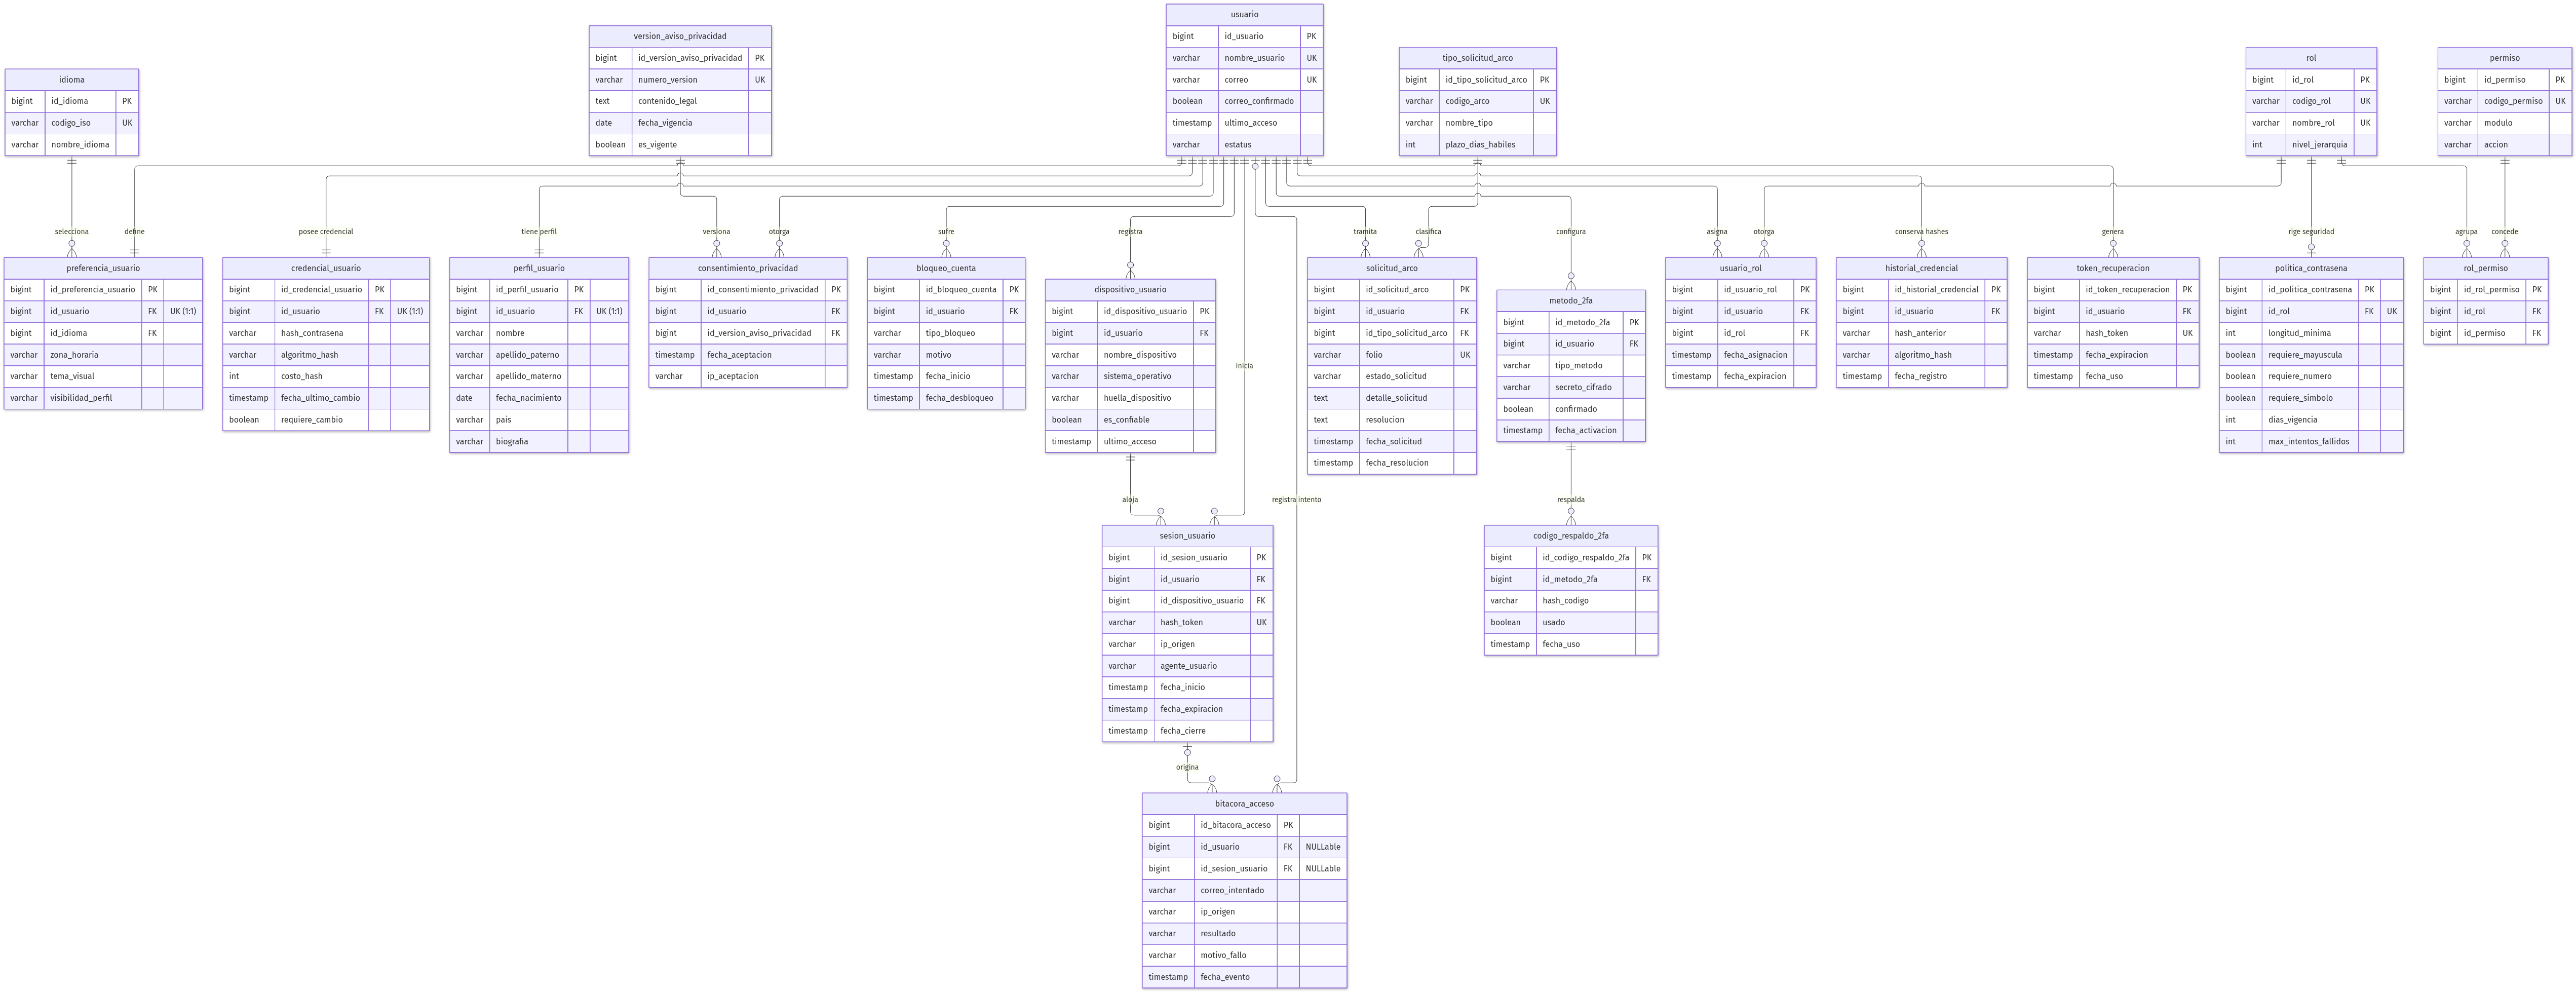 usuario
bigint id_usuario PK
varchar nombre_usuario UK
varchar correo UK
boolean correo_confirmado
timestamp ultimo_acceso
varchar estatus
version_aviso_privacidad
bigint id_version_aviso_privacidad PK
varchar numero_version UK
text contenido_legal
date fecha_vigencia
boolean es_vigente
tipo_solicitud_arco
bigint id_tipo_solicitud_arco PK
varchar codigo_arco UK
varchar nombre_tipo
int plazo_dias_habiles
rol
bigint id_rol PK
varchar codigo_rol UK
varchar nombre_rol UK
int nivel_jerarquia
permiso
bigint id_permiso PK
varchar codigo_permiso UK
varchar modulo
varchar accion
idioma
bigint id_idioma PK
varchar codigo_iso UK
varchar nombre_idioma
selecciona
define
posee credencial
tiene perfil
versiona
otorga
sufre
registra
tramita
clasifica
configura
asigna
otorga
conserva hashes
genera
rige seguridad
agrupa
concede
preferencia_usuario
bigint id_preferencia_usuario PK
bigint id_usuario FK UK (1:1)
bigint id_idioma FK
varchar zona_horaria
varchar tema_visual
varchar visibilidad_perfil
credencial_usuario
bigint id_credencial_usuario PK
bigint id_usuario FK UK (1:1)
varchar hash_contrasena
varchar algoritmo_hash
int costo_hash
timestamp fecha_ultimo_cambio
boolean requiere_cambio
perfil_usuario
bigint id_perfil_usuario PK
bigint id_usuario FK UK (1:1)
varchar nombre
varchar apellido_paterno
varchar apellido_materno
date fecha_nacimiento
varchar pais
varchar biografia
consentimiento_privacidad
bigint id_consentimiento_privacidad PK
bigint id_usuario FK
bigint id_version_aviso_privacidad FK
timestamp fecha_aceptacion
varchar ip_aceptacion
bloqueo_cuenta
bigint id_bloqueo_cuenta PK
bigint id_usuario FK
varchar tipo_bloqueo
varchar motivo
timestamp fecha_inicio
timestamp fecha_desbloqueo
dispositivo_usuario
bigint id_dispositivo_usuario PK
bigint id_usuario FK
varchar nombre_dispositivo
varchar sistema_operativo
varchar huella_dispositivo
boolean es_confiable
timestamp ultimo_acceso
inicia
solicitud_arco
bigint id_solicitud_arco PK
bigint id_usuario FK
bigint id_tipo_solicitud_arco FK
varchar folio UK
varchar estado_solicitud
text detalle_solicitud
text resolucion
timestamp fecha_solicitud
timestamp fecha_resolucion
metodo_2fa
bigint id_metodo_2fa PK
bigint id_usuario FK
varchar tipo_metodo
varchar secreto_cifrado
boolean confirmado
timestamp fecha_activacion
usuario_rol
bigint id_usuario_rol PK
bigint id_usuario FK
bigint id_rol FK
timestamp fecha_asignacion
timestamp fecha_expiracion
historial_credencial
bigint id_historial_credencial PK
bigint id_usuario FK
varchar hash_anterior
varchar algoritmo_hash
timestamp fecha_registro
token_recuperacion
bigint id_token_recuperacion PK
bigint id_usuario FK
varchar hash_token UK
timestamp fecha_expiracion
timestamp fecha_uso
politica_contrasena
bigint id_politica_contrasena PK
bigint id_rol FK UK
int longitud_minima
boolean requiere_mayuscula
boolean requiere_numero
boolean requiere_simbolo
int dias_vigencia
int max_intentos_fallidos
rol_permiso
bigint id_rol_permiso PK
bigint id_rol FK
bigint id_permiso FK
aloja
registra intento
respalda
sesion_usuario
bigint id_sesion_usuario PK
bigint id_usuario FK
bigint id_dispositivo_usuario FK
varchar hash_token UK
varchar ip_origen
varchar agente_usuario
timestamp fecha_inicio
timestamp fecha_expiracion
timestamp fecha_cierre
codigo_respaldo_2fa
bigint id_codigo_respaldo_2fa PK
bigint id_metodo_2fa FK
varchar hash_codigo
boolean usado
timestamp fecha_uso
origina
bitacora_acceso
bigint id_bitacora_acceso PK
bigint id_usuario FK NULLable
bigint id_sesion_usuario FK NULLable
varchar correo_intentado
varchar ip_origen
varchar resultado
varchar motivo_fallo
timestamp fecha_evento